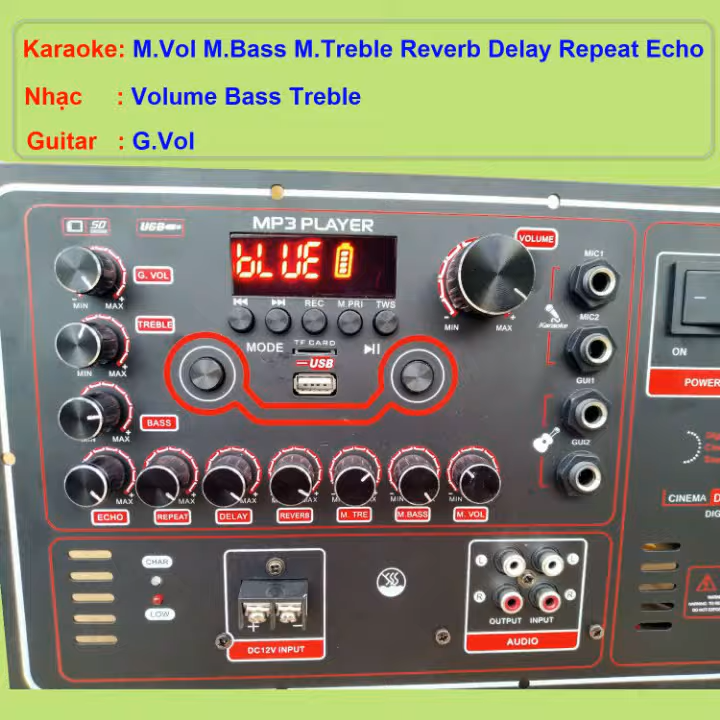 Karaoke: M.Vol M.Bass M.Treble Reverb Delay Repeat Echo
Nhạc : Volume Bass Treble
Guitar : G.Vol
MP3 PLAYER
SD
USB
bLUE
VOLUME
G. VOL
MIN MAX
TREBLE
MIN MAX
BASS
MAX
REC M.PRI TWS
MODE
TF CARD
USB
MIN MAX
MIC1
MIC2
Karaoke
GUI1
GUI2
MAX
MAX
MAX
MAX
MIN
MIN
MIN
ECHO REPEAT DELAY REVERB M. TRE M.BASS M. VOL
ON
POWER
CINEMA D
DIG
CHAR
LOW
+ −
DC12V INPUT
L L
R R
OUTPUT INPUT
AUDIO